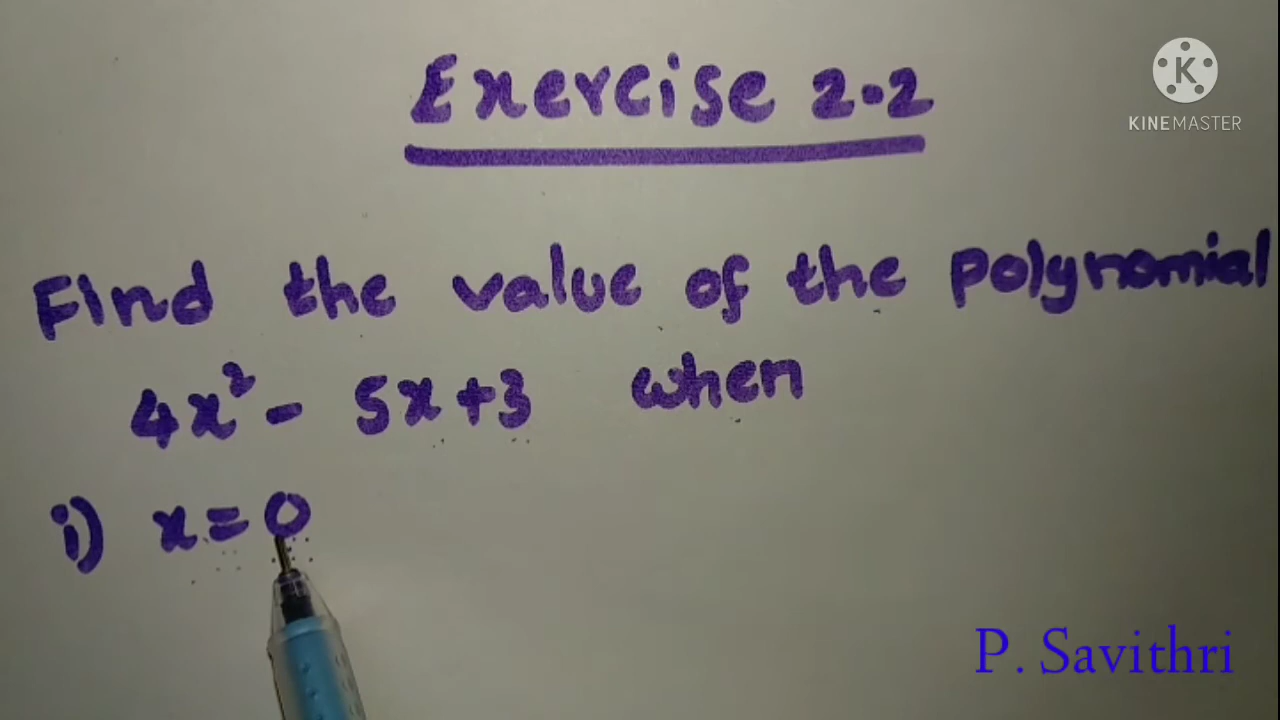 Exercise 2.2
KINEMASTER
Find the value of the polynomial
4x² - 5x+3 when
i) x=0
P. Savithri